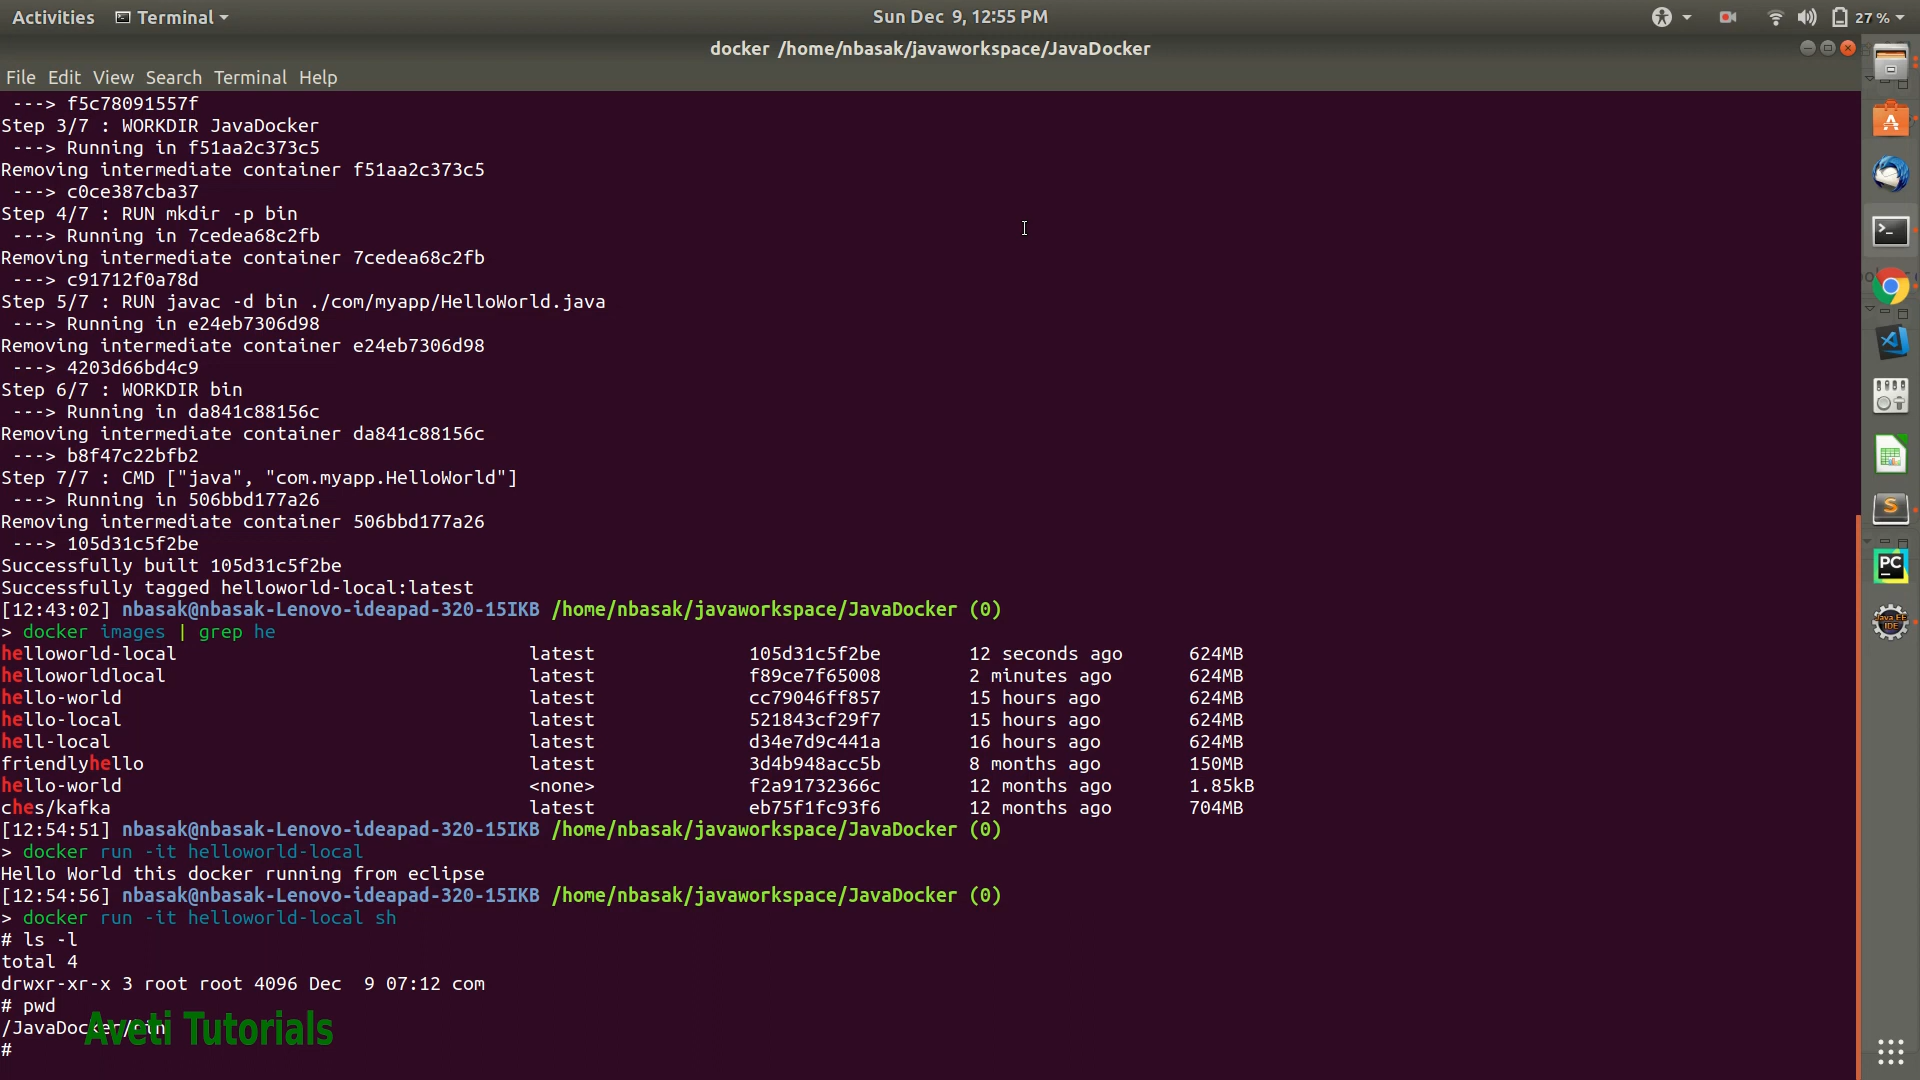 Activities Terminal Sun Dec 9, 12:55 PM 27 %
docker /home/nbasak/javaworkspace/JavaDocker
File Edit View Search Terminal Help
---> f5c78091557f
Step 3/7 : WORKDIR JavaDocker
---> Running in f51aa2c373c5
Removing intermediate container f51aa2c373c5
---> c0ce387cba37
Step 4/7 : RUN mkdir -p bin
---> Running in 7cedea68c2fb
Removing intermediate container 7cedea68c2fb
---> c91712f0a78d
Step 5/7 : RUN javac -d bin ./com/myapp/HelloWorld.java
---> Running in e24eb7306d98
Removing intermediate container e24eb7306d98
---> 4203d66bd4c9
Step 6/7 : WORKDIR bin
---> Running in da841c88156c
Removing intermediate container da841c88156c
---> b8f47c22bfb2
Step 7/7 : CMD ["java", "com.myapp.HelloWorld"]
---> Running in 506bbd177a26
Removing intermediate container 506bbd177a26
---> 105d31c5f2be
Successfully built 105d31c5f2be
Successfully tagged helloworld-local:latest
[12:43:02] nbasak@nbasak-Lenovo-ideapad-320-15IKB /home/nbasak/javaworkspace/JavaDocker (0)
> docker images | grep he
helloworld-local latest 105d31c5f2be 12 seconds ago 624MB
helloworldlocal latest f89ce7f65008 2 minutes ago 624MB
hello-world latest cc79046ff857 15 hours ago 624MB
hello-local latest 521843cf29f7 15 hours ago 624MB
hell-local latest d34e7d9c441a 16 hours ago 624MB
friendlyhello latest 3d4b948acc5b 8 months ago 150MB
hello-world <none> f2a91732366c 12 months ago 1.85kB
ches/kafka latest eb75f1fc93f6 12 months ago 704MB
[12:54:51] nbasak@nbasak-Lenovo-ideapad-320-15IKB /home/nbasak/javaworkspace/JavaDocker (0)
> docker run -it helloworld-local
Hello World this docker running from eclipse
[12:54:56] nbasak@nbasak-Lenovo-ideapad-320-15IKB /home/nbasak/javaworkspace/JavaDocker (0)
> docker run -it helloworld-local sh
# ls -l
total 4
drwxr-xr-x 3 root root 4096 Dec 9 07:12 com
# pwd
/JavaDocker/bin
Aveti Tutorials
#
PC
Java EE
IDE